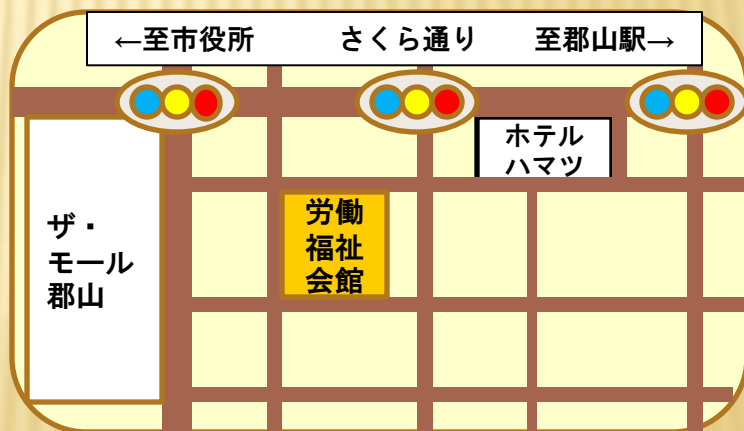 ←至市役所　　さくら通り　　至郡山駅→
ホテル
ハマツ
労働
福祉
会館
ザ・
モール
郡山